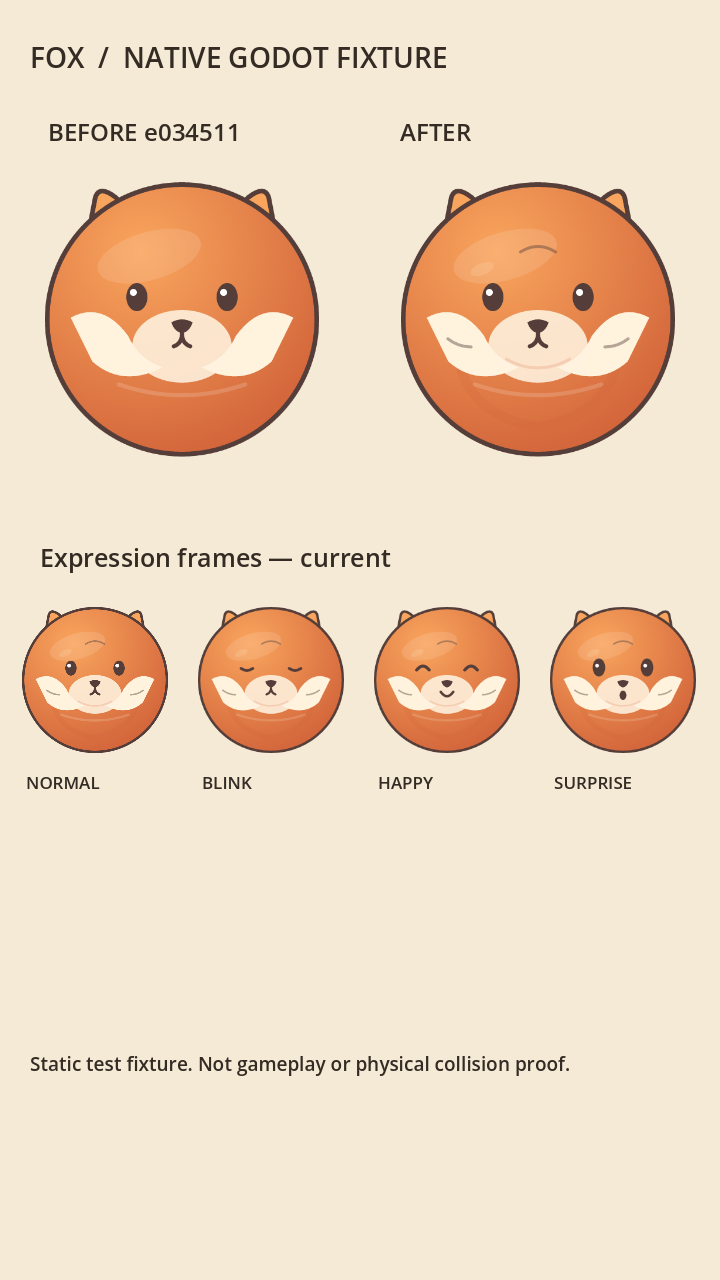 FOX / NATIVE GODOT FIXTURE
BEFORE e034511
AFTER
Expression frames — current
NORMAL
BLINK
HAPPY
SURPRISE
Static test fixture. Not gameplay or physical collision proof.